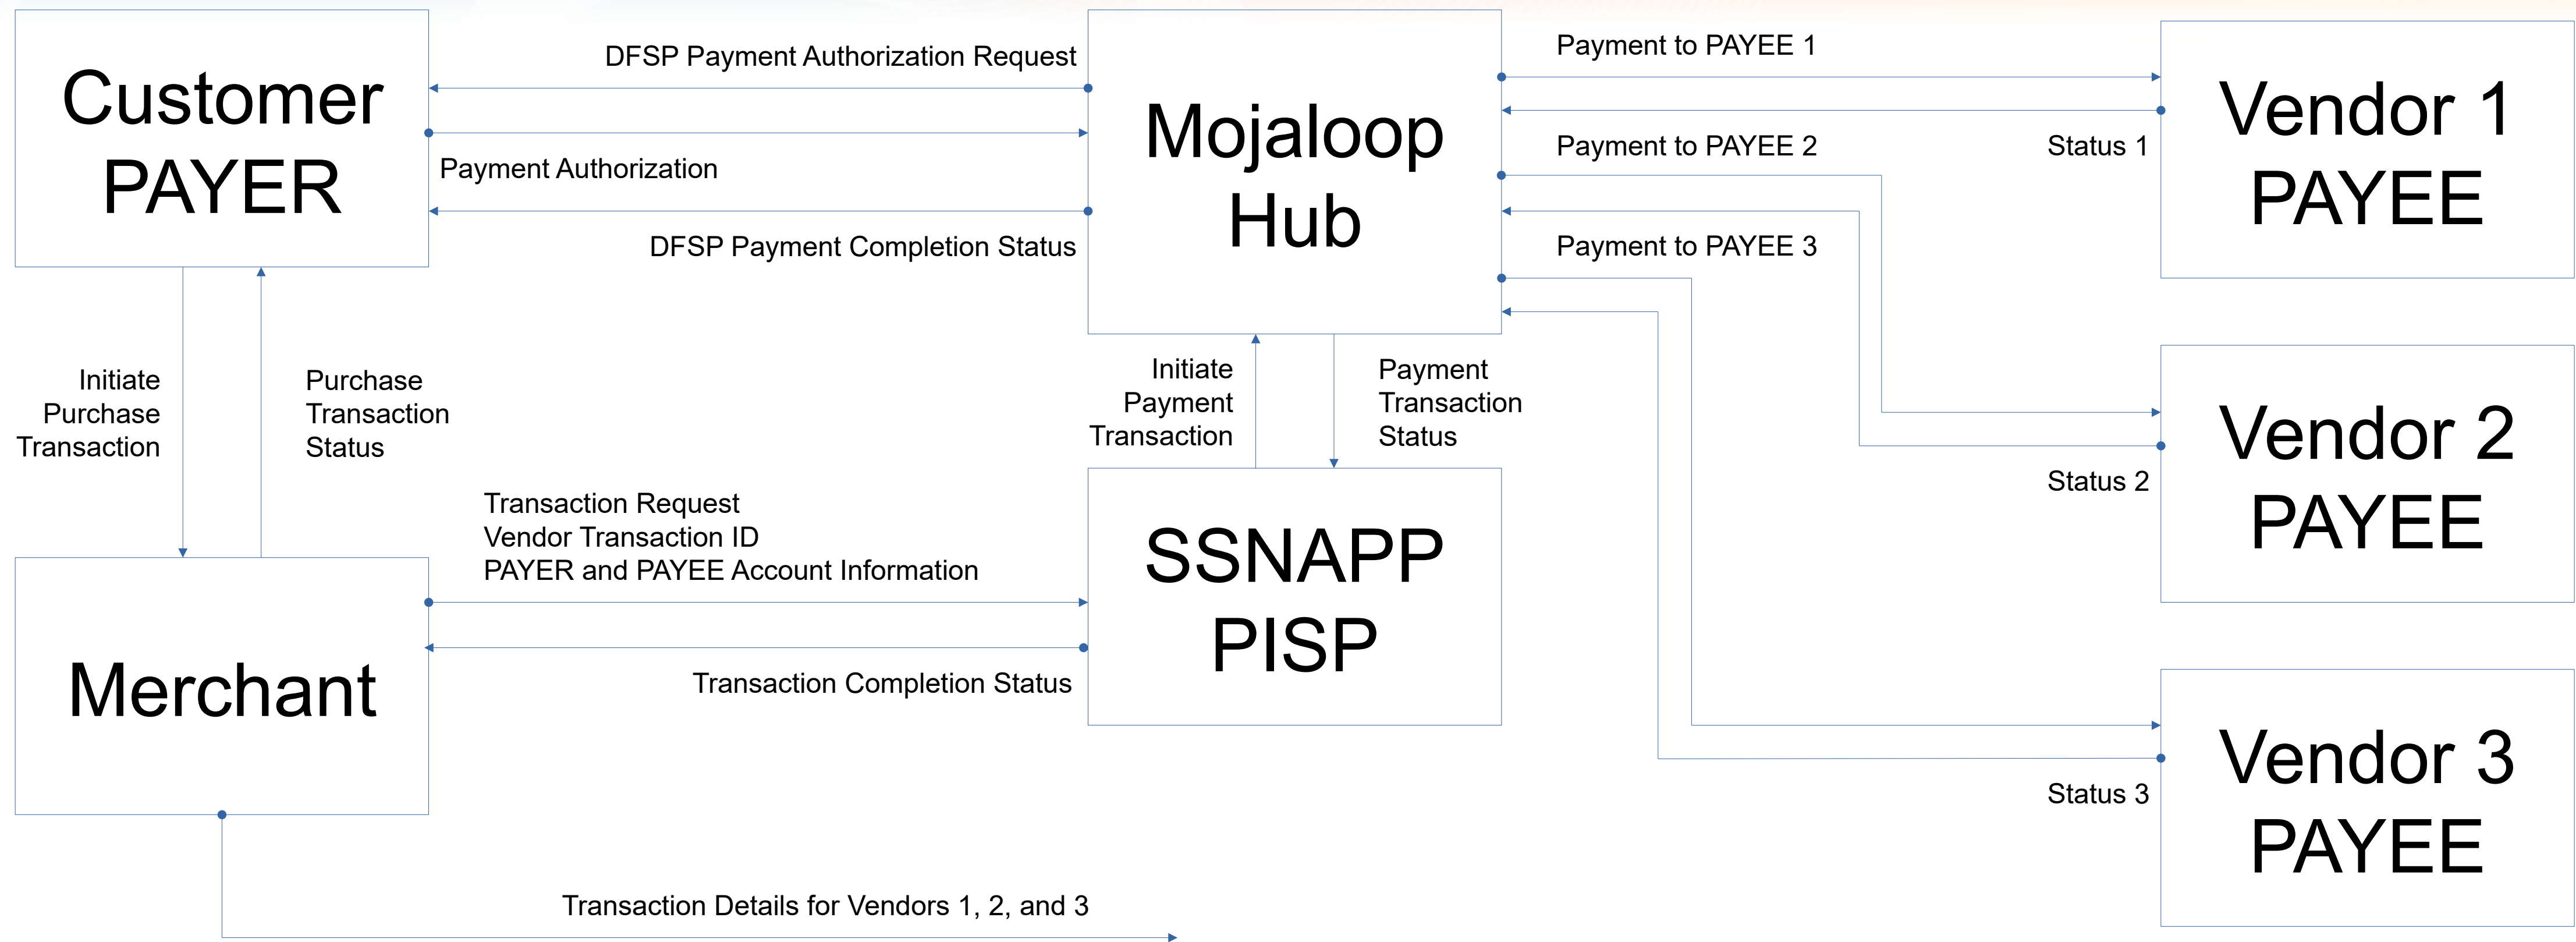 Customer
PAYER
DFSP Payment Authorization Request
Payment Authorization
DFSP Payment Completion Status
Mojaloop
Hub
Payment to PAYEE 1
Status 1
Payment to PAYEE 2
Payment to PAYEE 3
Vendor 1
PAYEE
Initiate
Purchase
Transaction
Purchase
Transaction
Status
Initiate
Payment
Transaction
Payment
Transaction
Status
Vendor 2
PAYEE
Status 2
Transaction Request
Vendor Transaction ID
PAYER and PAYEE Account Information
Transaction Completion Status
Merchant
SSNAPP
PISP
Vendor 3
PAYEE
Status 3
Transaction Details for Vendors 1, 2, and 3